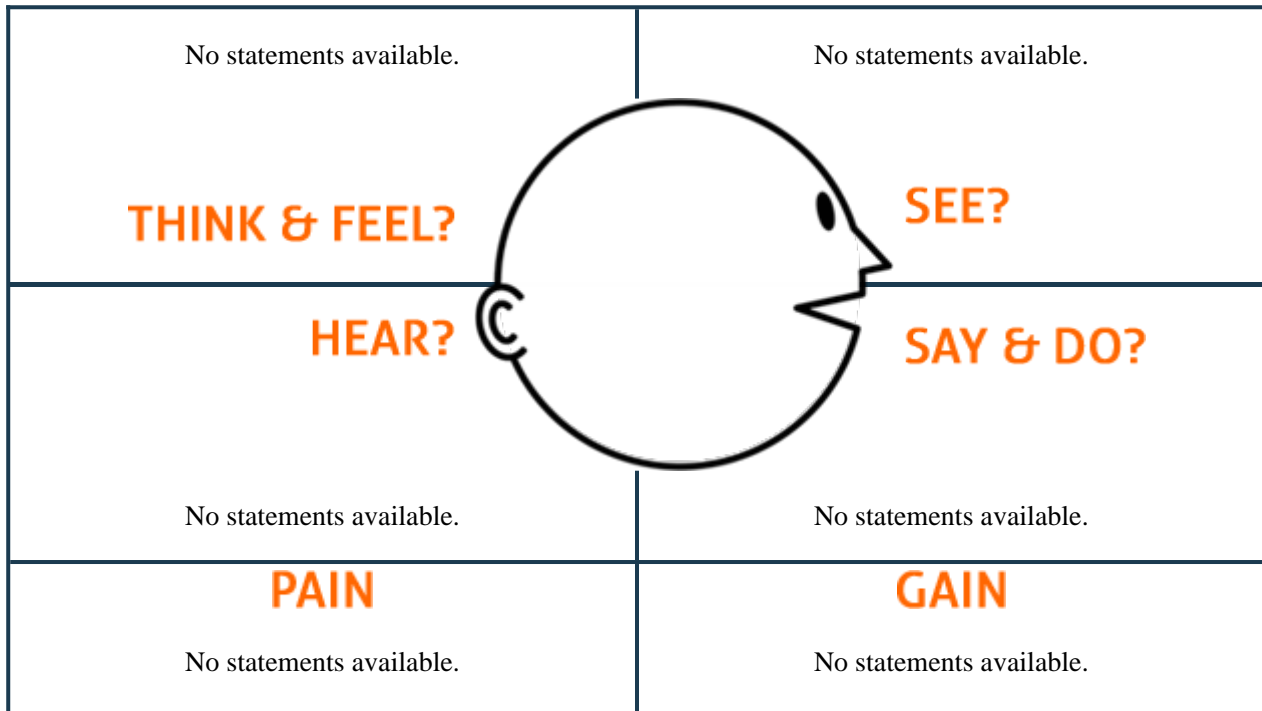 No statements available.
No statements available.
THINK & FEEL?
SEE?
HEAR?
SAY & DO?
No statements available.
No statements available.
PAIN
GAIN
No statements available.
No statements available.